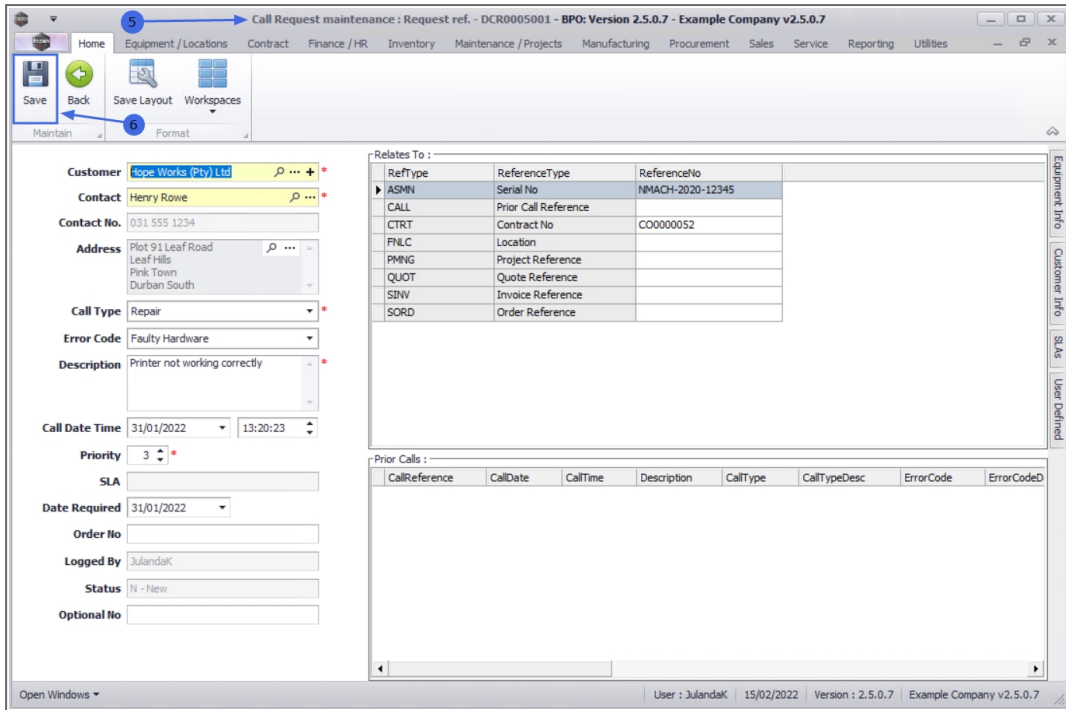 5
Call Request maintenance : Request ref. - DCR0005001 - BPO: Version 2.5.0.7 - Example Company v2.5.0.7
Home Equipment / Locations Contract Finance / HR Inventory Maintenance / Projects Manufacturing Procurement Sales Service Reporting Utilities
Save Back Save Layout Workspaces
6
Maintain Format
Customer Hope Works (Pty) Ltd *
Contact Henry Rowe *
Contact No. 031 555 1234
Address Plot 91 Leaf Road
Leaf Hills
Pink Town
Durban South
Call Type Repair *
Error Code Faulty Hardware
Description Printer not working correctly *
Call Date Time 31/01/2022 13:20:23
Priority 3 *
SLA
Date Required 31/01/2022
Order No
Logged By JulandaK
Status N - New
Optional No
Relates To :
RefType ReferenceType ReferenceNo
ASMN Serial No NMACH-2020-12345
CALL Prior Call Reference
CTRT Contract No CO0000052
FNLC Location
PMNG Project Reference
QUOT Quote Reference
SINV Invoice Reference
SORD Order Reference
Prior Calls :
CallReference CallDate CallTime Description CallType CallTypeDesc ErrorCode ErrorCodeD
Equipment Info
Customer Info
SLAs
User Defined
Open Windows User : JulandaK 15/02/2022 Version : 2.5.0.7 Example Company v2.5.0.7